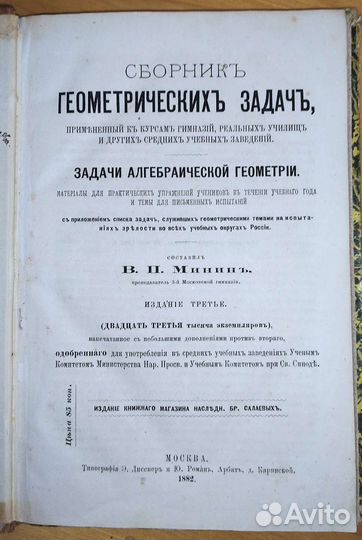 СБОРНИКЪ
ГЕОМЕТРИЧЕСКИХЪ ЗАДАЧЪ,
ПРИМѢНЕННЫЙ КЪ КУРСАМЪ ГИМНАЗІЙ, РЕАЛЬНЫХЪ УЧИЛИЩЪ
И ДРУГИХЪ СРЕДНИХЪ УЧЕБНЫХЪ ЗАВЕДЕНІЙ.
ЗАДАЧИ АЛГЕБРАИЧЕСКОЙ ГЕОМЕТРІИ.
МАТЕРІАЛЫ ДЛЯ ПРАКТИЧЕСКИХЪ УПРАЖНЕНІЙ УЧЕНИКОВЪ ВЪ ТЕЧЕНІИ УЧЕБНАГО ГОДА
И ТЕМЫ ДЛЯ ПИСЬМЕННЫХЪ ИСПЫТАНІЙ
съ приложеніемъ списка задачъ, служившихъ геометрическими темами на испыта-
ніяхъ зрѣлости во всѣхъ учебныхъ округахъ Россіи.
СОСТАВИЛЪ
В. П. Мининъ.
преподаватель 3-й Московской гимназіи,
ИЗДАНІЕ ТРЕТЬЕ.
(ДВАДЦАТЬ ТРЕТЬЯ тысяча экземпляровъ),
напечатанное съ небольшими дополненіями противъ втораго,
одобреннаго для употребленія въ среднихъ учебныхъ заведеніяхъ Ученымъ
Комитетомъ Министерства Нар. Просв. и Учебнымъ Комитетомъ при Св. Синодѣ.
Цѣна 85 коп.
ИЗДАНІЕ КНИЖНАГО МАГАЗИНА НАСЛѢДН. БР. САЛАЕВЫХЪ.
МОСКВА.
Типографія Э. Лисснеръ и Ю. Романъ, Арбатъ, д. Каринской.
1882.
Avito